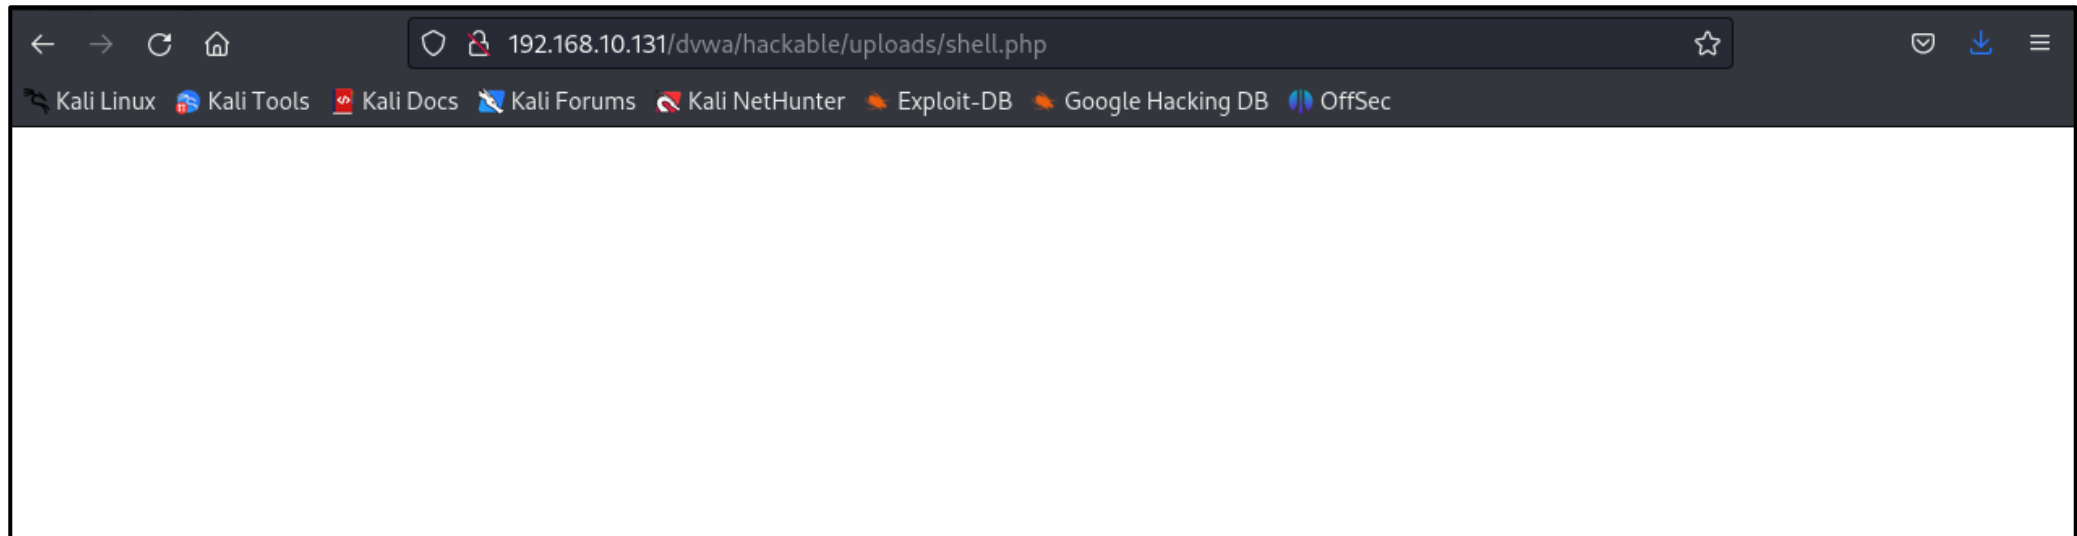 192.168.10.131/dvwa/hackable/uploads/shell.php
Kali Linux Kali Tools Kali Docs Kali Forums Kali NetHunter Exploit-DB Google Hacking DB OffSec